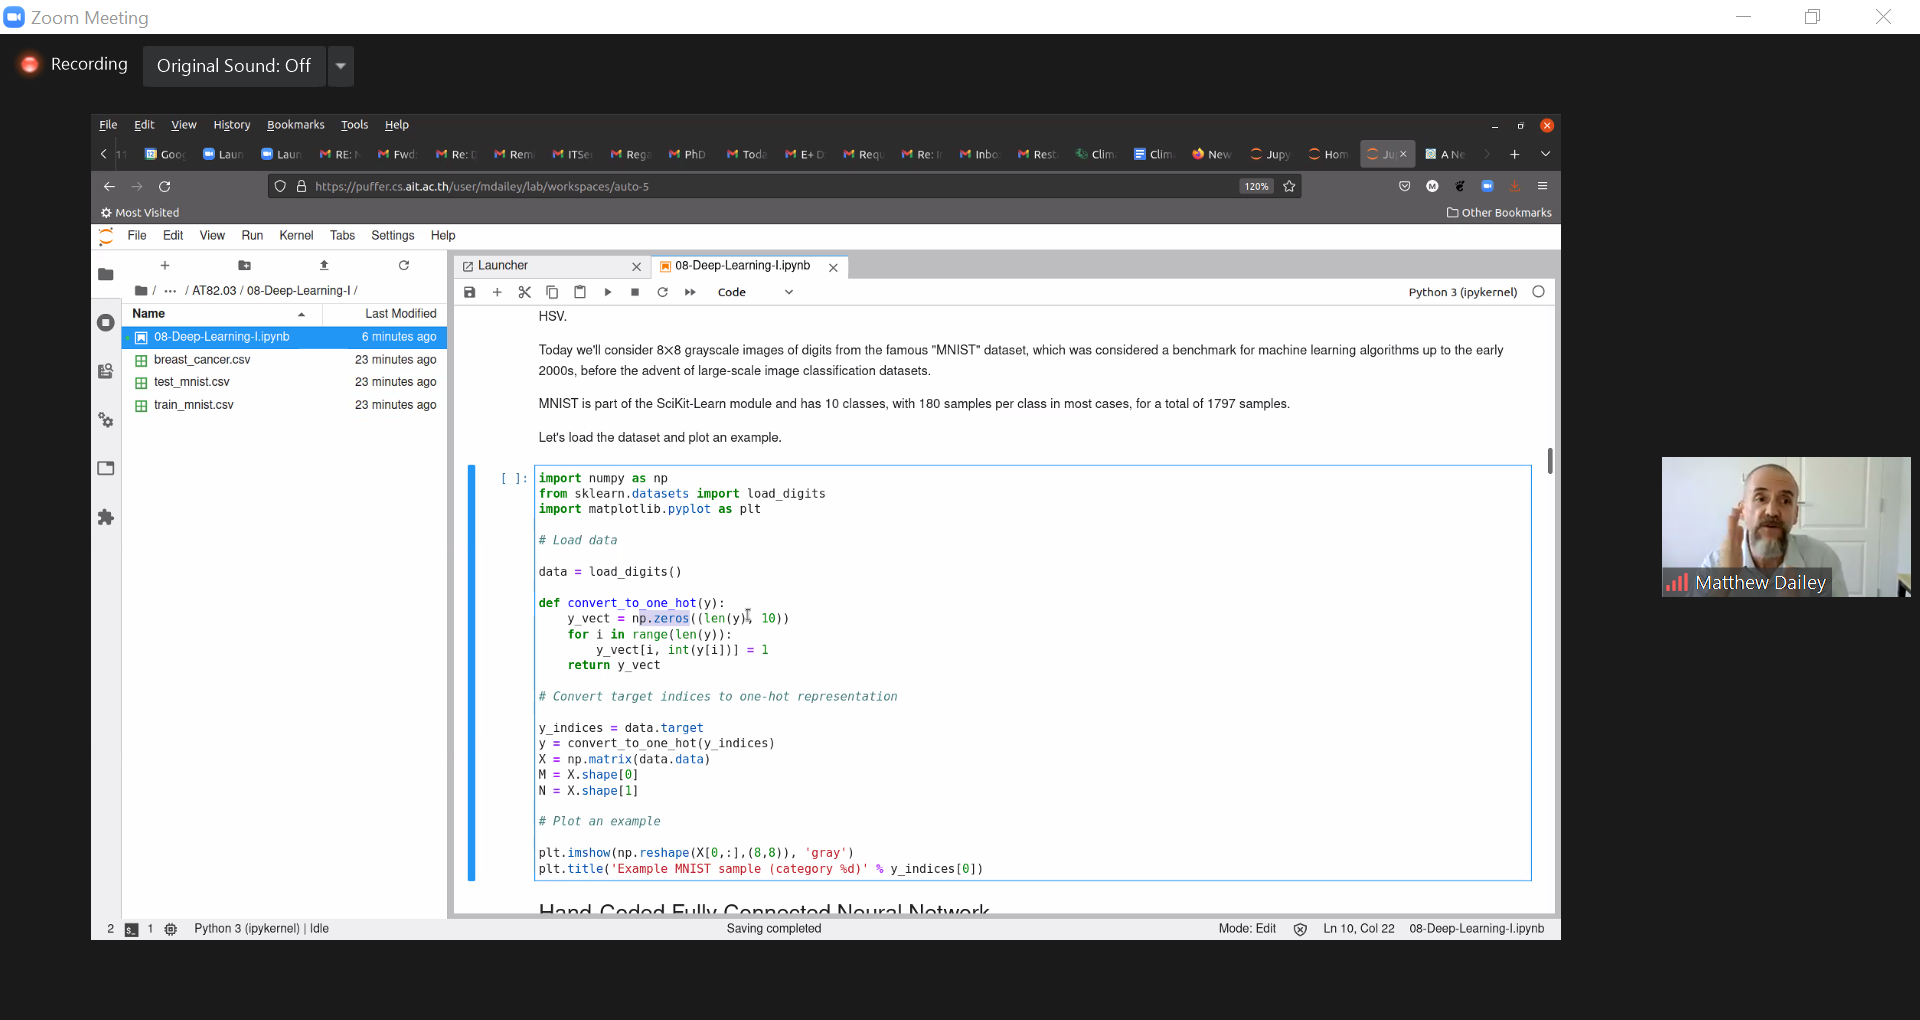 Zoom Meeting
Recording
Original Sound: Off
File Edit View History Bookmarks Tools Help
11 Goo Laun Laun RE: Fwd: Re: Rem ITSe Rega PhD Toda E+ D Requ Re: Inbo Rest Clim Clim New Jupy Hom Ju A Ne
https://puffer.cs.ait.ac.th/user/mdailey/lab/workspaces/auto-5
120%
Most Visited
Other Bookmarks
File Edit View Run Kernel Tabs Settings Help
Launcher
08-Deep-Learning-I.ipynb
/ ··· / AT82.03 / 08-Deep-Learning-I /
Code
Python 3 (ipykernel)
Name Last Modified
08-Deep-Learning-I.ipynb 6 minutes ago
breast_cancer.csv 23 minutes ago
test_mnist.csv 23 minutes ago
train_mnist.csv 23 minutes ago
HSV.
Today we'll consider 8×8 grayscale images of digits from the famous "MNIST" dataset, which was considered a benchmark for machine learning algorithms up to the early
2000s, before the advent of large-scale image classification datasets.
MNIST is part of the SciKit-Learn module and has 10 classes, with 180 samples per class in most cases, for a total of 1797 samples.
Let's load the dataset and plot an example.
[ ]:
import numpy as np
from sklearn.datasets import load_digits
import matplotlib.pyplot as plt
# Load data
data = load_digits()
def convert_to_one_hot(y):
y_vect = np.zeros((len(y), 10))
for i in range(len(y)):
y_vect[i, int(y[i])] = 1
return y_vect
# Convert target indices to one-hot representation
y_indices = data.target
y = convert_to_one_hot(y_indices)
X = np.matrix(data.data)
M = X.shape[0]
N = X.shape[1]
# Plot an example
plt.imshow(np.reshape(X[0,:],(8,8)), 'gray')
plt.title('Example MNIST sample (category %d)' % y_indices[0])
Hand-Coded Fully Connected Neural Network
2 1 Python 3 (ipykernel) | Idle
Saving completed
Mode: Edit
Ln 10, Col 22 08-Deep-Learning-I.ipynb
Matthew Dailey